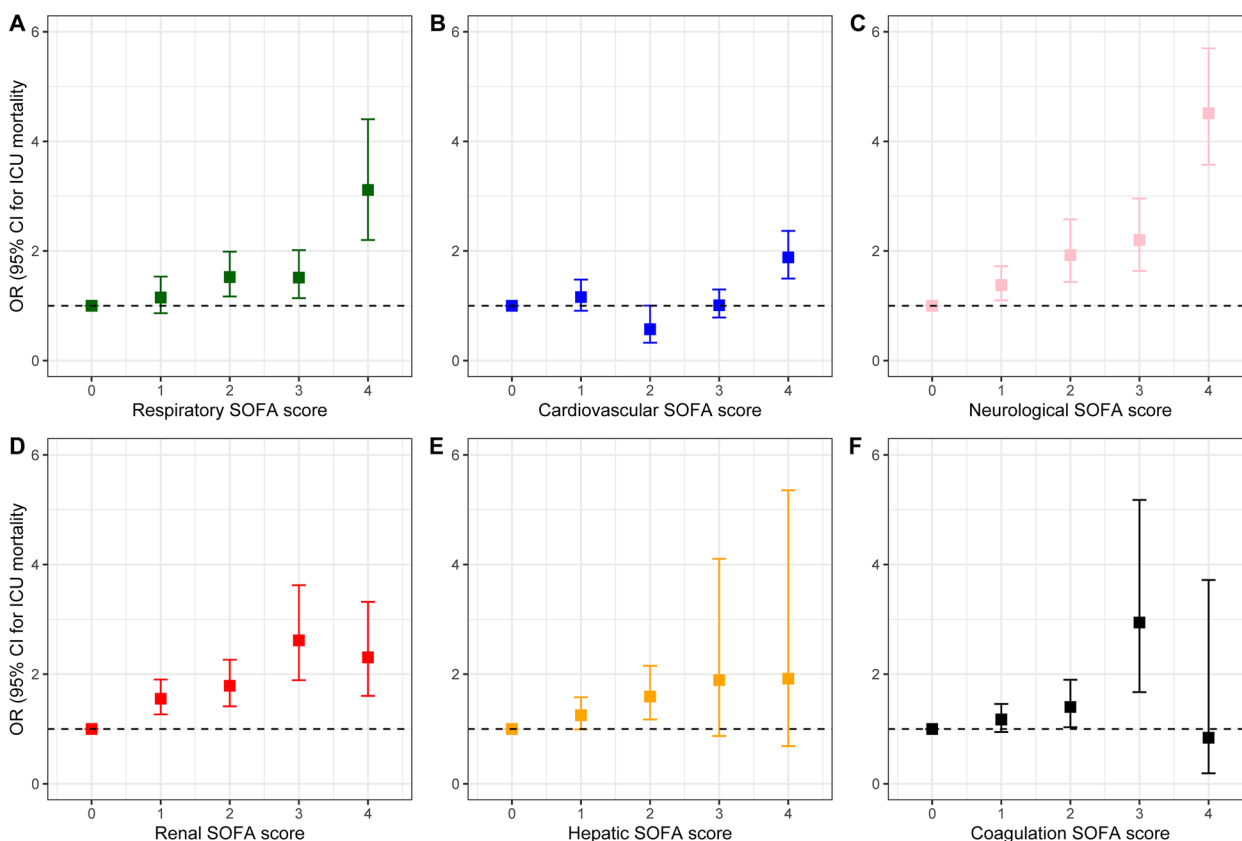 A
B
C
OR (95% CI for ICU mortality
6
4
2
0
0 1 2 3 4
Respiratory SOFA score
6
4
2
0
0 1 2 3 4
Cardiovascular SOFA score
6
4
2
0
0 1 2 3 4
Neurological SOFA score
D
E
F
OR (95% CI for ICU mortality
6
4
2
0
0 1 2 3 4
Renal SOFA score
6
4
2
0
0 1 2 3 4
Hepatic SOFA score
6
4
2
0
0 1 2 3 4
Coagulation SOFA score